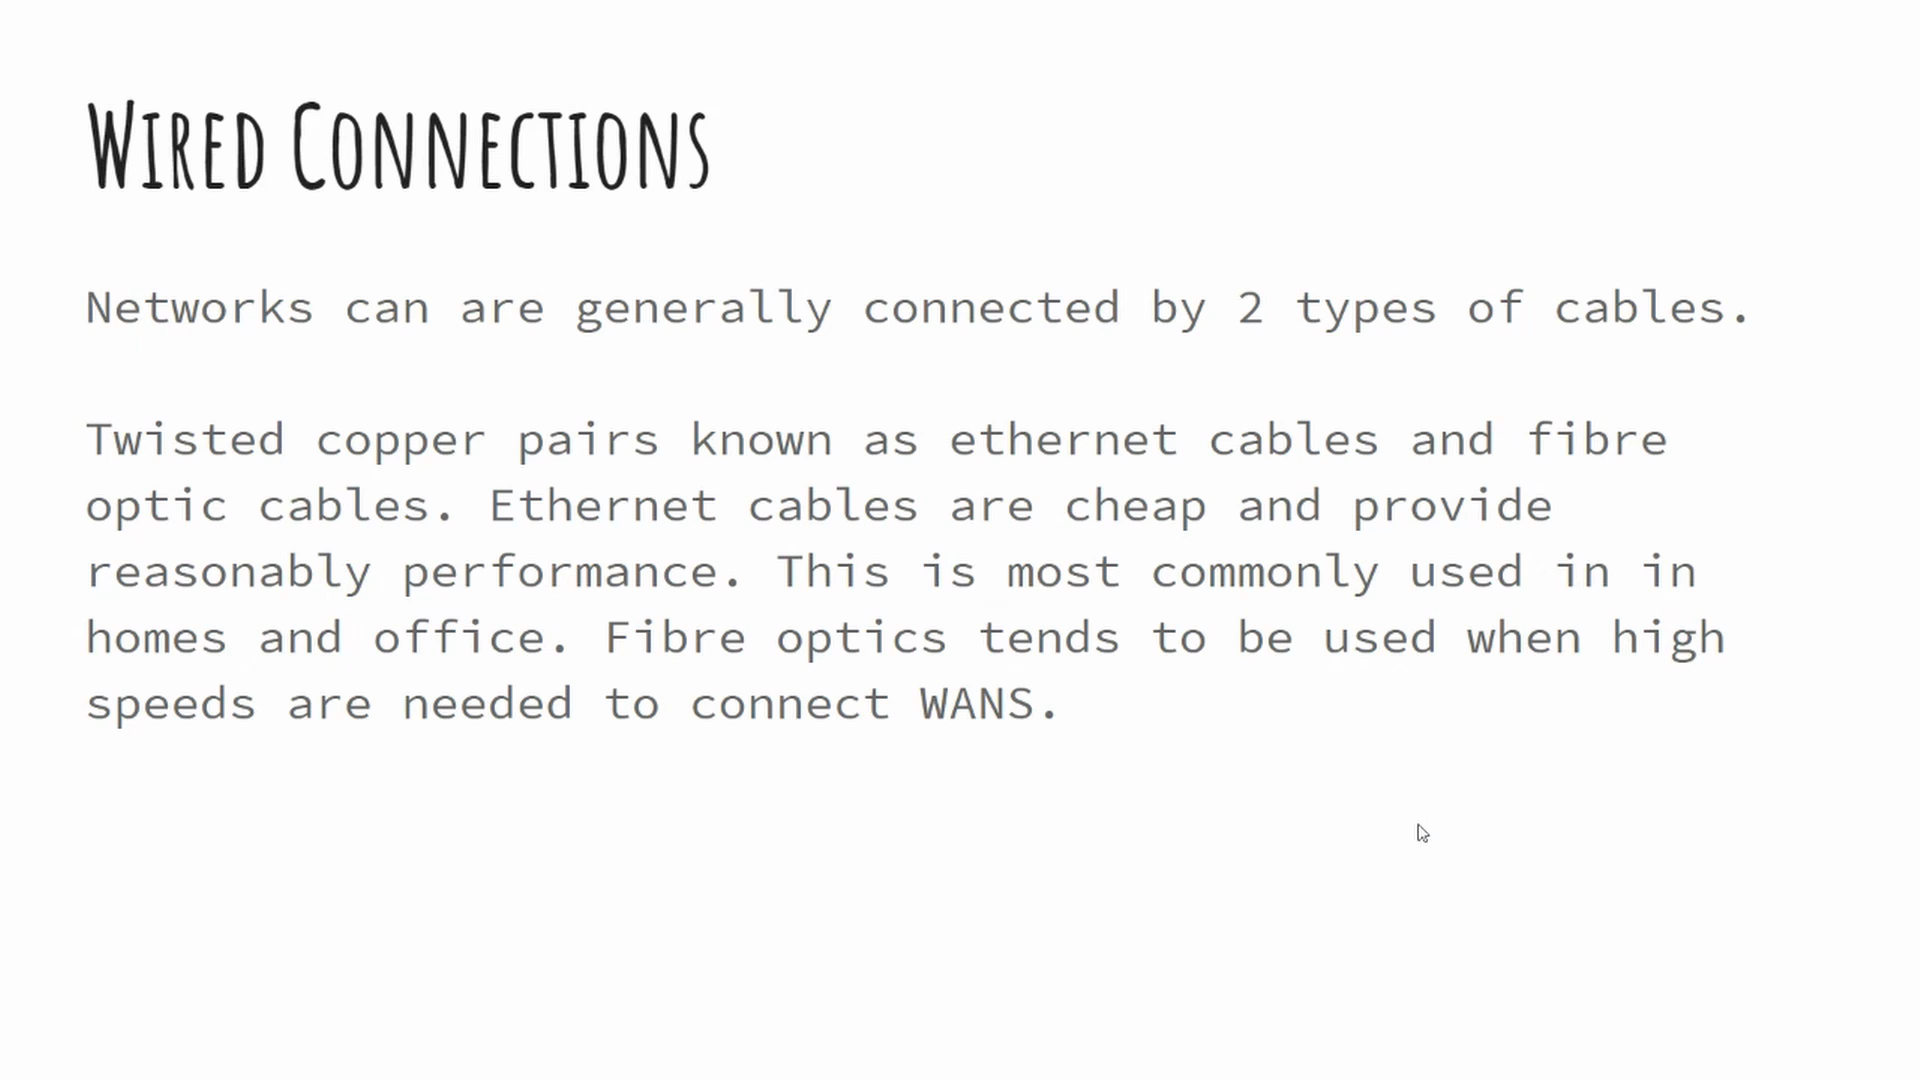 Wired Connections
Networks can are generally connected by 2 types of cables.
Twisted copper pairs known as ethernet cables and fibre
optic cables. Ethernet cables are cheap and provide
reasonably performance. This is most commonly used in in
homes and office. Fibre optics tends to be used when high
speeds are needed to connect WANS.